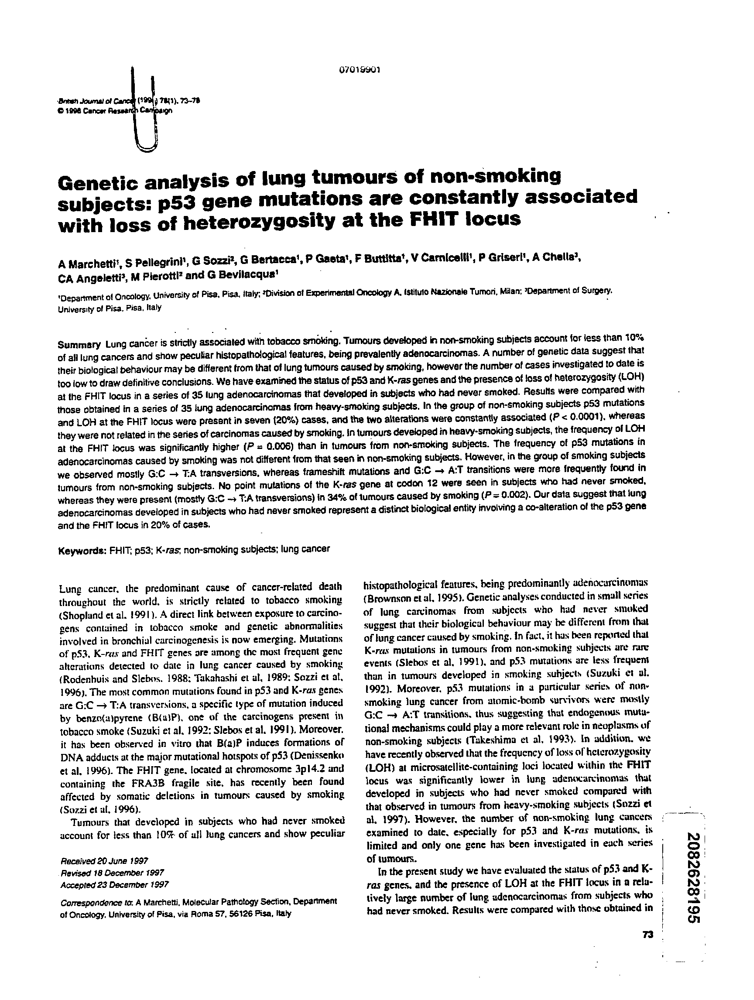 07019901
British Journal of Cancer (1998) 78(1), 73–78
© 1998 Cancer Research Campaign
Genetic analysis of lung tumours of non-smoking
subjects: p53 gene mutations are constantly associated
with loss of heterozygosity at the FHIT locus
A Marchetti¹, S Pellegrini¹, G Sozzi², G Bertacca¹, P Gaeta¹, F Buttitta¹, V Carnicelli¹, P Griseri¹, A Chella³,
CA Angeletti³, M Pierotti² and G Bevilacqua¹
¹Department of Oncology, University of Pisa, Pisa, Italy; ²Division of Experimental Oncology A, Istituto Nazionale Tumori, Milan; ³Department of Surgery,
University of Pisa, Pisa, Italy
Summary Lung cancer is strictly associated with tobacco smoking. Tumours developed in non-smoking subjects account for less than 10%
of all lung cancers and show peculiar histopathological features, being prevalently adenocarcinomas. A number of genetic data suggest that
their biological behaviour may be different from that of lung tumours caused by smoking, however the number of cases investigated to date is
too low to draw definitive conclusions. We have examined the status of p53 and K-ras genes and the presence of loss of heterozygosity (LOH)
at the FHIT locus in a series of 35 lung adenocarcinomas that developed in subjects who had never smoked. Results were compared with
those obtained in a series of 35 lung adenocarcinomas from heavy-smoking subjects. In the group of non-smoking subjects p53 mutations
and LOH at the FHIT locus were present in seven (20%) cases, and the two alterations were constantly associated (P < 0.0001), whereas
they were not related in the series of carcinomas caused by smoking. In tumours developed in heavy-smoking subjects, the frequency of LOH
at the FHIT locus was significantly higher (P = 0.006) than in tumours from non-smoking subjects. The frequency of p53 mutations in
adenocarcinomas caused by smoking was not different from that seen in non-smoking subjects. However, in the group of smoking subjects
we observed mostly G:C → T:A transversions, whereas frameshift mutations and G:C → A:T transitions were more frequently found in
tumours from non-smoking subjects. No point mutations of the K-ras gene at codon 12 were seen in subjects who had never smoked,
whereas they were present (mostly G:C → T:A transversions) in 34% of tumours caused by smoking (P = 0.002). Our data suggest that lung
adenocarcinomas developed in subjects who had never smoked represent a distinct biological entity involving a co-alteration of the p53 gene
and the FHIT locus in 20% of cases.
Keywords: FHIT; p53; K-ras; non-smoking subjects; lung cancer
Lung cancer, the predominant cause of cancer-related death
throughout the world, is strictly related to tobacco smoking
(Shopland et al, 1991). A direct link between exposure to carcino-
gens contained in tobacco smoke and genetic abnormalities
involved in bronchial carcinogenesis is now emerging. Mutations
of p53, K-ras and FHIT genes are among the most frequent gene
alterations detected to date in lung cancer caused by smoking
(Rodenhuis and Slebos, 1988; Takahashi et al, 1989; Sozzi et al,
1996). The most common mutations found in p53 and K-ras genes
are G:C → T:A transversions, a specific type of mutation induced
by benzo(a)pyrene (B(a)P), one of the carcinogens present in
tobacco smoke (Suzuki et al, 1992; Slebos et al, 1991). Moreover,
it has been observed in vitro that B(a)P induces formations of
DNA adducts at the major mutational hotspots of p53 (Denissenko
et al, 1996). The FHIT gene, located at chromosome 3p14.2 and
containing the FRA3B fragile site, has recently been found
affected by somatic deletions in tumours caused by smoking
(Sozzi et al, 1996).
Tumours that developed in subjects who had never smoked
account for less than 10% of all lung cancers and show peculiar
Received 20 June 1997
Revised 18 December 1997
Accepted 23 December 1997
Correspondence to: A Marchetti, Molecular Pathology Section, Department
of Oncology, University of Pisa, via Roma 57, 56126 Pisa, Italy
histopathological features, being predominantly adenocarcinomas
(Brownson et al, 1995). Genetic analyses conducted in small series
of lung carcinomas from subjects who had never smoked
suggest that their biological behaviour may be different from that
of lung cancer caused by smoking. In fact, it has been reported that
K-ras mutations in tumours from non-smoking subjects are rare
events (Slebos et al, 1991), and p53 mutations are less frequent
than in tumours developed in smoking subjects (Suzuki et al,
1992). Moreover, p53 mutations in a particular series of non-
smoking lung cancer from atomic-bomb survivors were mostly
G:C → A:T transitions, thus suggesting that endogenous muta-
tional mechanisms could play a more relevant role in neoplasms of
non-smoking subjects (Takeshima et al, 1993). In addition, we
have recently observed that the frequency of loss of heterozygosity
(LOH) at microsatellite-containing loci located within the FHIT
locus was significantly lower in lung adenocarcinomas that
developed in subjects who had never smoked compared with
that observed in tumours from heavy-smoking subjects (Sozzi et
al, 1997). However, the number of non-smoking lung cancers
examined to date, especially for p53 and K-ras mutations, is
limited and only one gene has been investigated in each series
of tumours.
In the present study we have evaluated the status of p53 and K-
ras genes, and the presence of LOH at the FHIT locus in a rela-
tively large number of lung adenocarcinomas from subjects who
had never smoked. Results were compared with those obtained in
73
2082628195